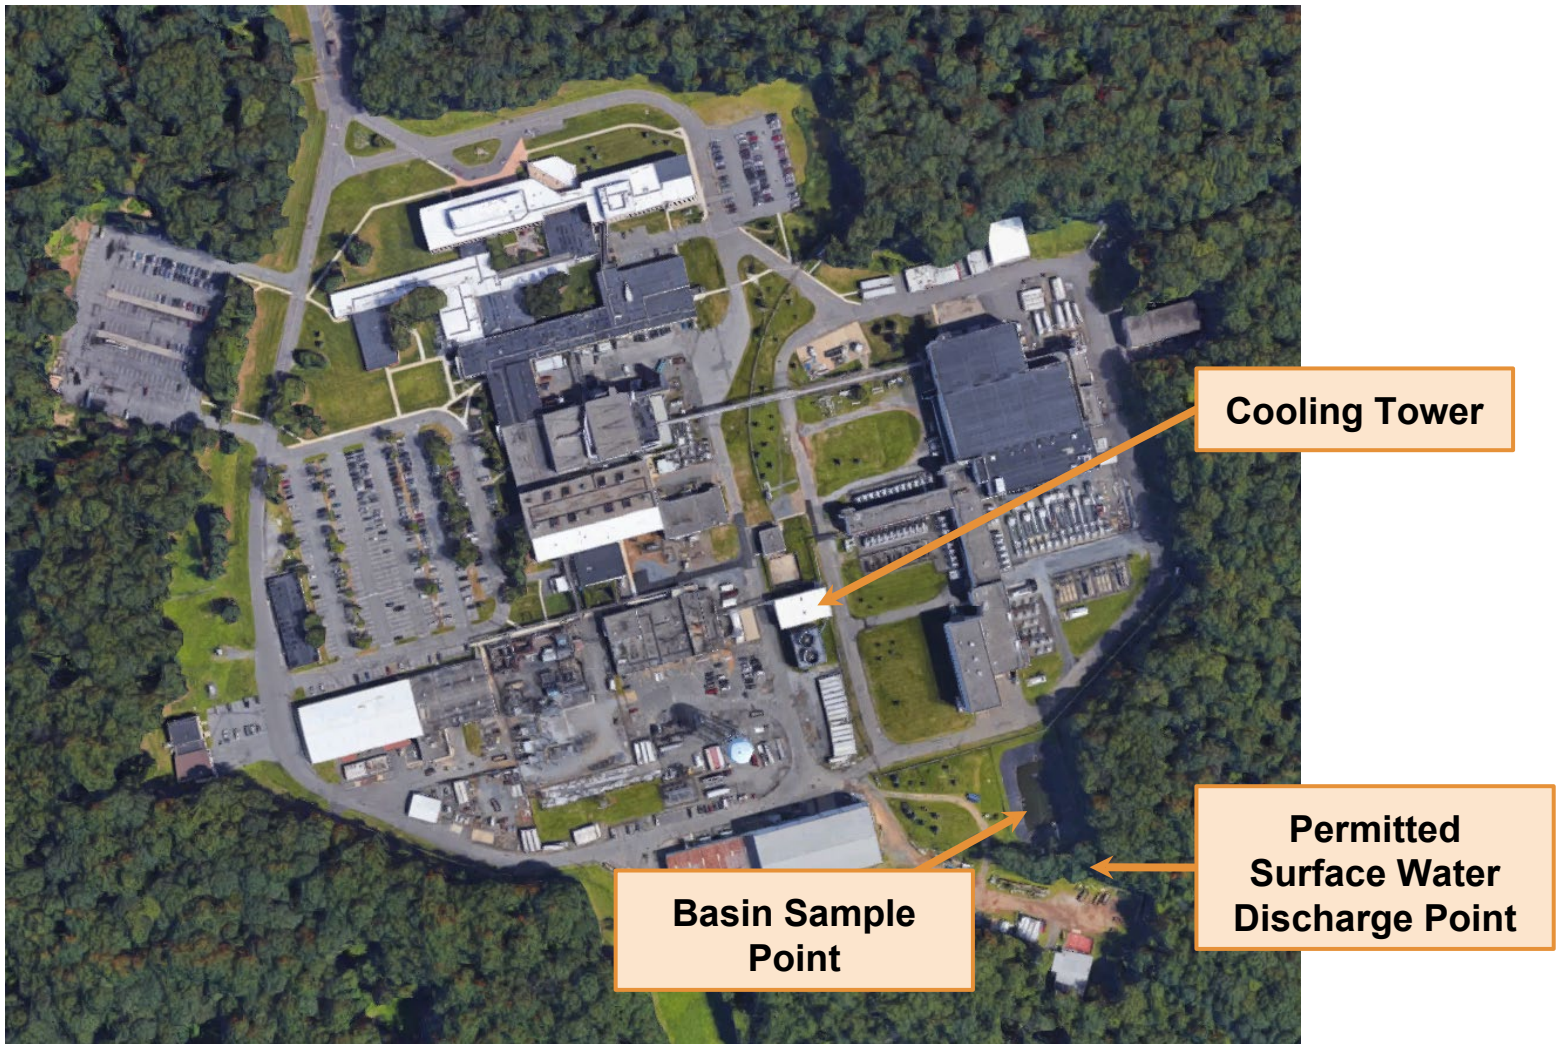 Cooling Tower
Permitted
Surface Water
Discharge Point
Basin Sample
Point